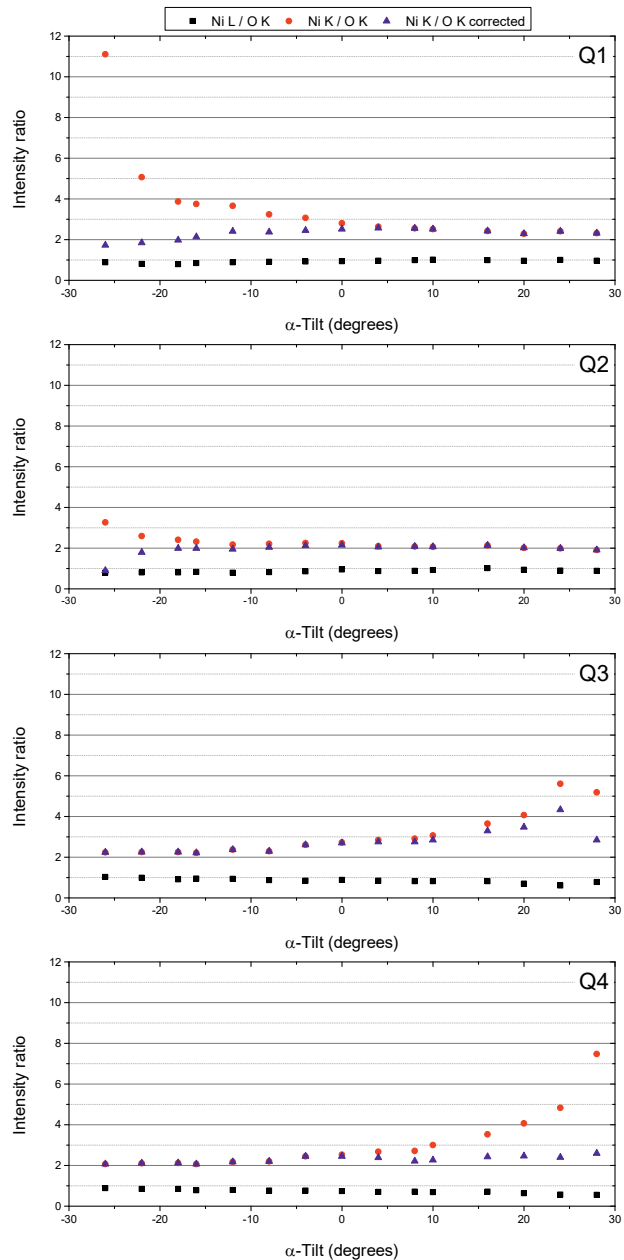 Ni L / O K Ni K / O K Ni K / O K corrected
Q1
12
10
8
6
4
2
0
Intensity ratio
-30 -20 -10 0 10 20 30
α-Tilt (degrees)
Q2
12
10
8
6
4
2
0
Intensity ratio
-30 -20 -10 0 10 20 30
α-Tilt (degrees)
Q3
12
10
8
6
4
2
0
Intensity ratio
-30 -20 -10 0 10 20 30
α-Tilt (degrees)
Q4
12
10
8
6
4
2
0
Intensity ratio
-30 -20 -10 0 10 20 30
α-Tilt (degrees)